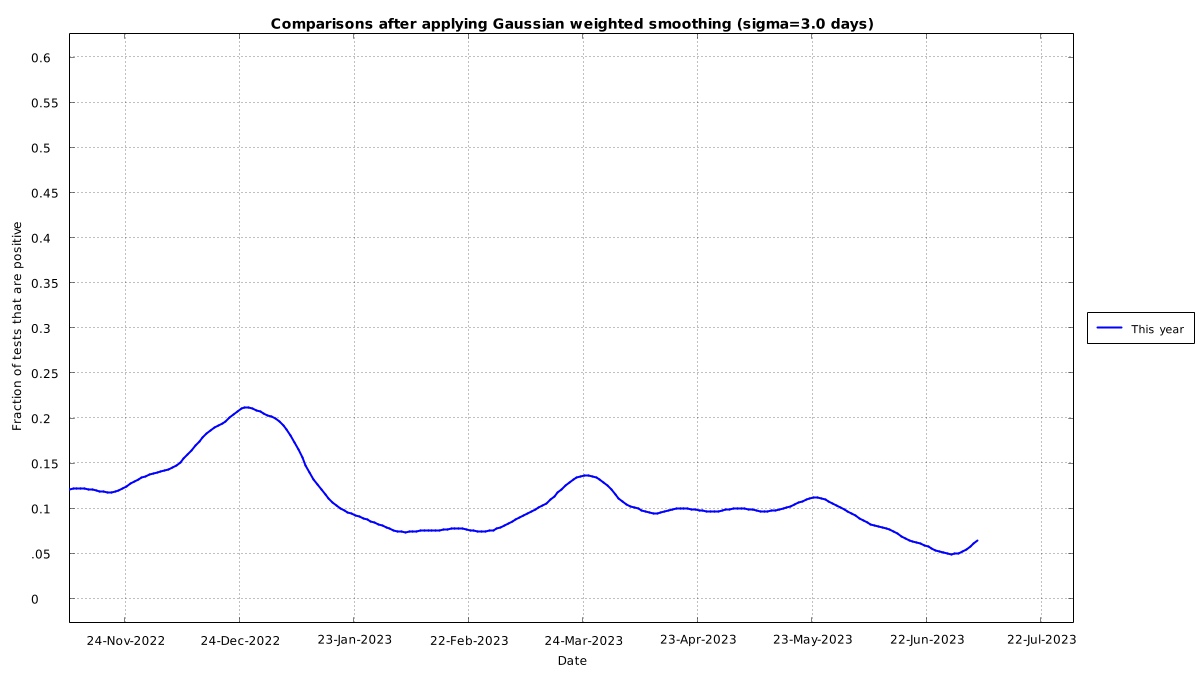 Comparisons after applying Gaussian weighted smoothing (sigma=3.0 days)
Fraction of tests that are positive
0.6
0.55
0.5
0.45
0.4
0.35
0.3
0.25
0.2
0.15
0.1
.05
0
24-Nov-2022 24-Dec-2022 23-Jan-2023 22-Feb-2023 24-Mar-2023 23-Apr-2023 23-May-2023 22-Jun-2023 22-Jul-2023
Date
This year